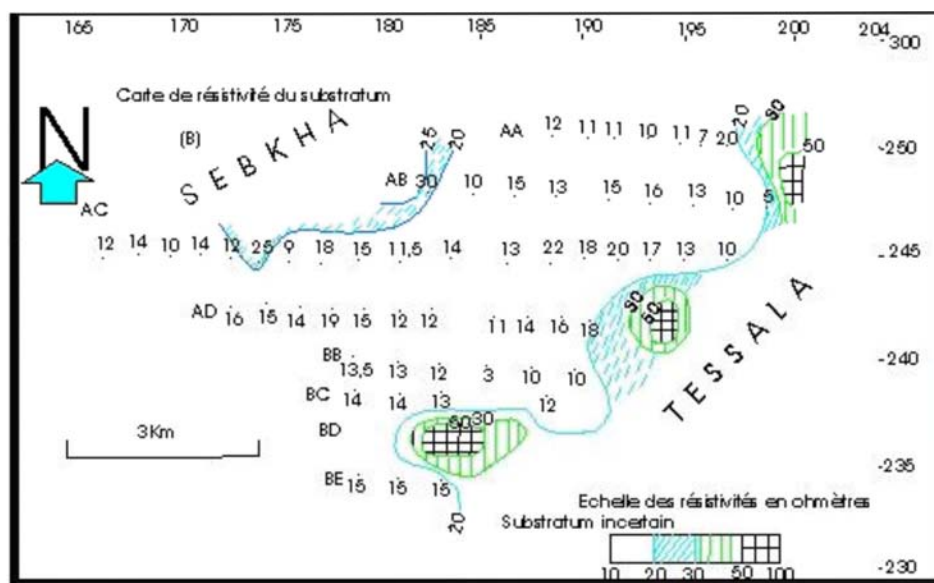 165 170 175 180 185 190 1,95 200 204
-300
Carte de résistivité du substratum
N
(B)
SEBKHA
25 20
AA 12 11 11 10 11 7 20
20 30
50
-250
AB 30 10 15 13 15 16 13 10 5
AC
12 14 10 14 12 25 9 18 15 11,5 14 13 22 18 20 17 13 10
-245
AD 16 15 14 19 15 12 12 11 14 16 18
30 50
TESSALA
BB
13,5 13 12 3 10 10
-240
BC 14 14 13 12
BD
30
3Km
-235
BE 15 15 15
20
Echelle des résistivités en ohmètres
Substratum incertain
10 20 30 50 100
-230